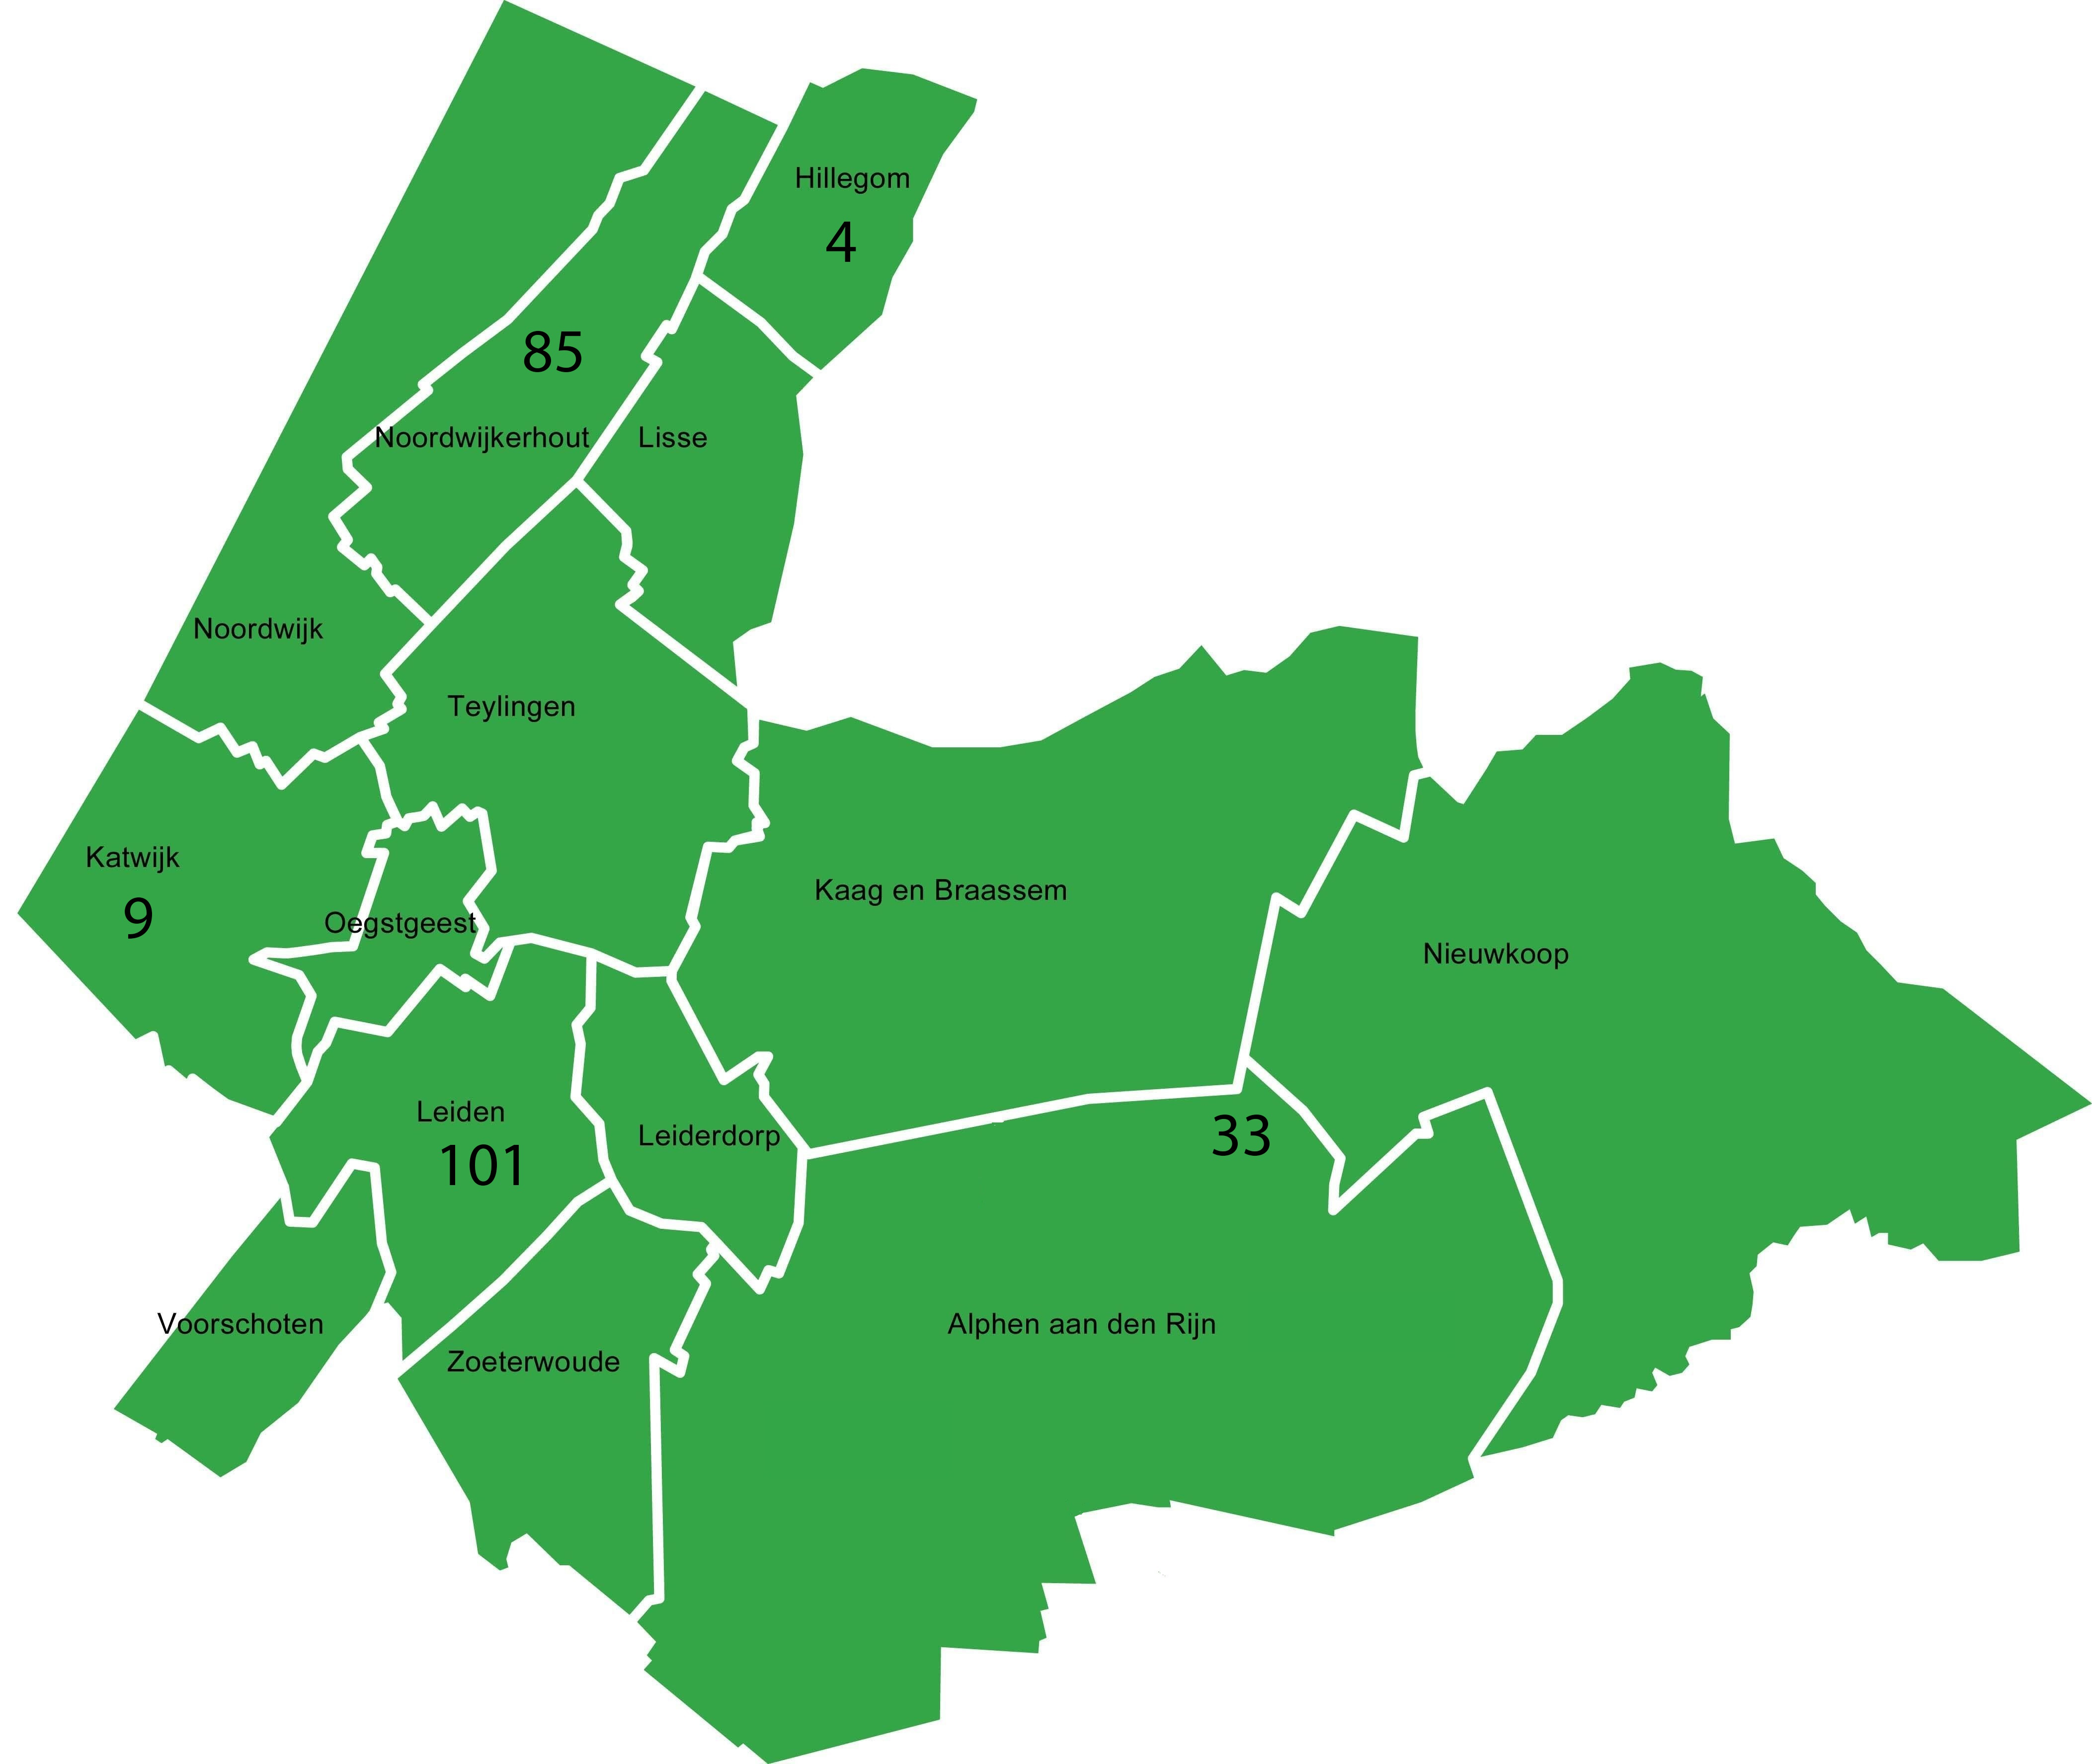 Hillegom
4
85
Noordwijkerhout
Lisse
Noordwijk
Teylingen
Katwijk
9
Oegstgeest
Kaag en Braassem
Nieuwkoop
Leiden
101
Leiderdorp
33
Voorschoten
Zoeterwoude
Alphen aan den Rijn